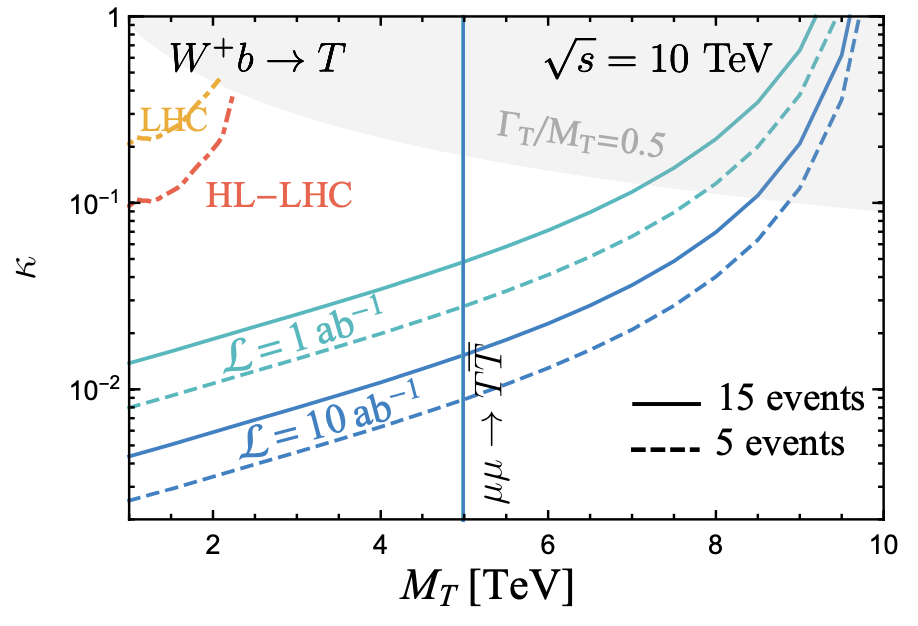 1
W⁺b → T
√s = 10 TeV
LHC
Γ_T/M_T=0.5
HL−LHC
10⁻¹
κ
ℒ = 1 ab⁻¹
μμ → TT̅
10⁻²
ℒ = 10 ab⁻¹
15 events
5 events
2 4 6 8 10
M_T [TeV]